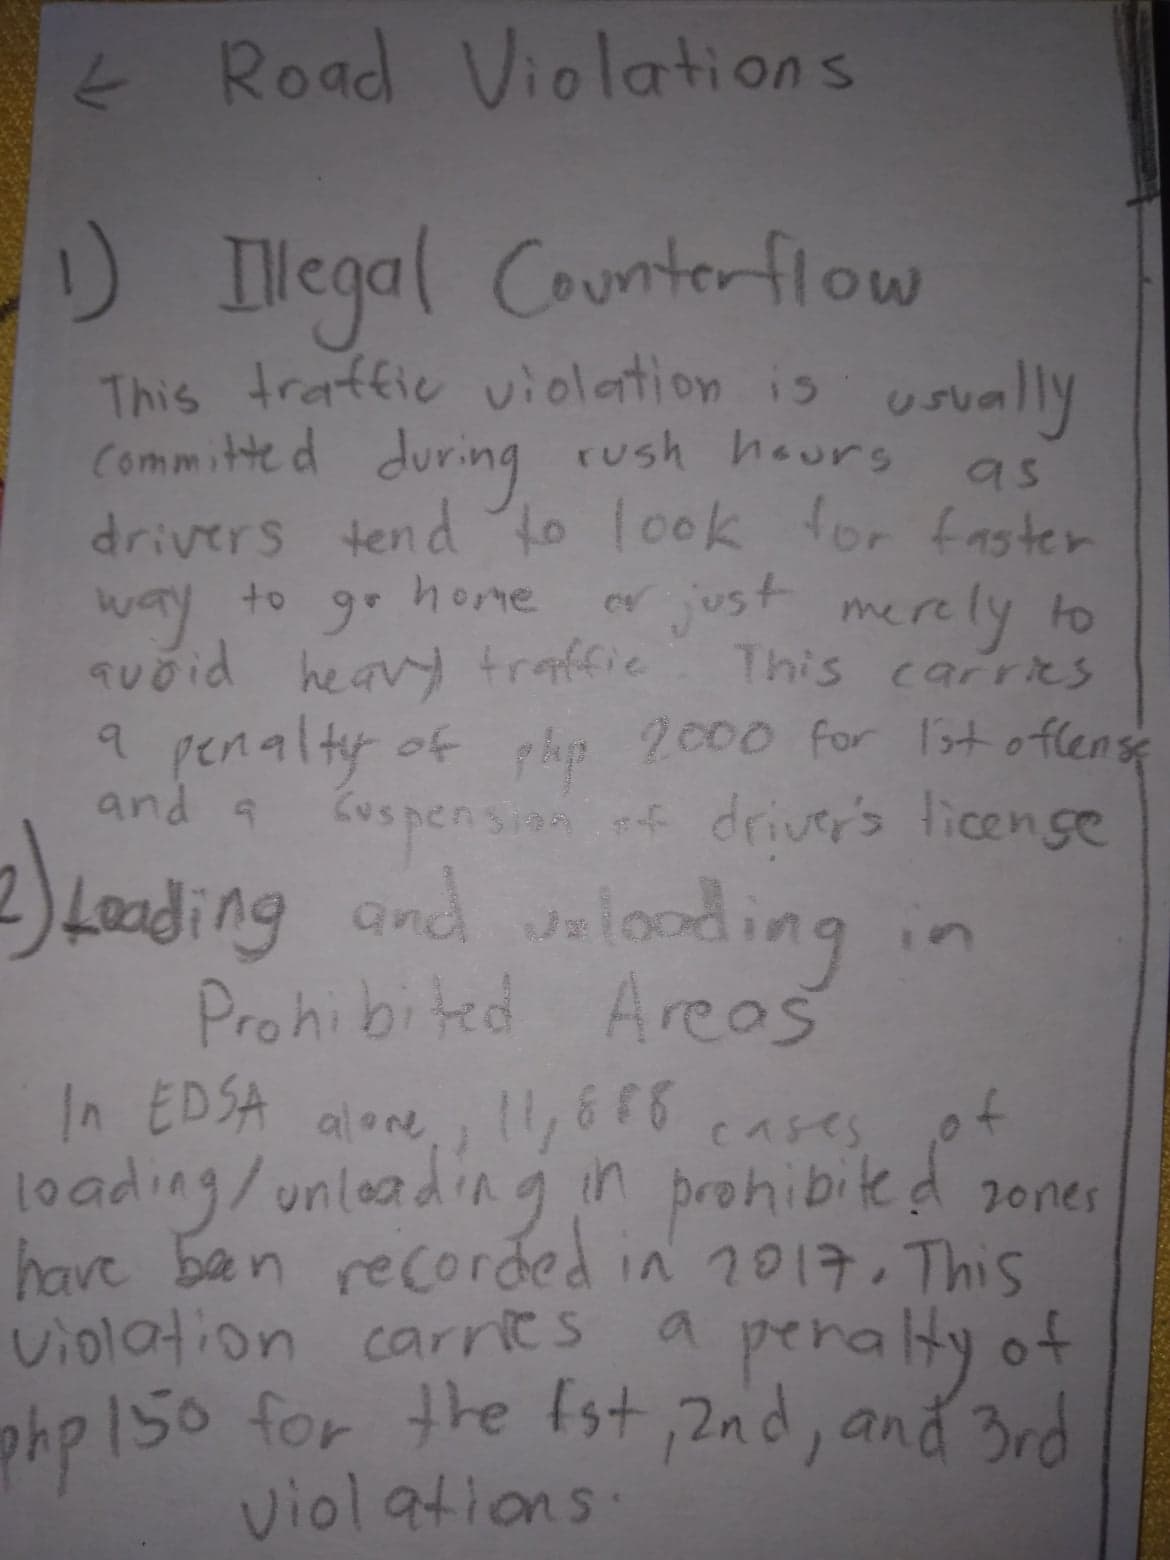 ← Road Violations
1) Illegal Counterflow
This traffic violation is usually
committed during rush hours as
drivers tend to look for faster
way to go home or just merely to
avoid heavy traffic. This carries
a penalty of php 2000 for 1st offense
and a suspension of driver's license
2) Loading and unloading in
Prohibited Areas
In EDSA alone, 11,688 cases of
loading/unloading in prohibited zones
have been recorded in 2017. This
violation carries a penalty of
php 150 for the 1st, 2nd, and 3rd
violations.